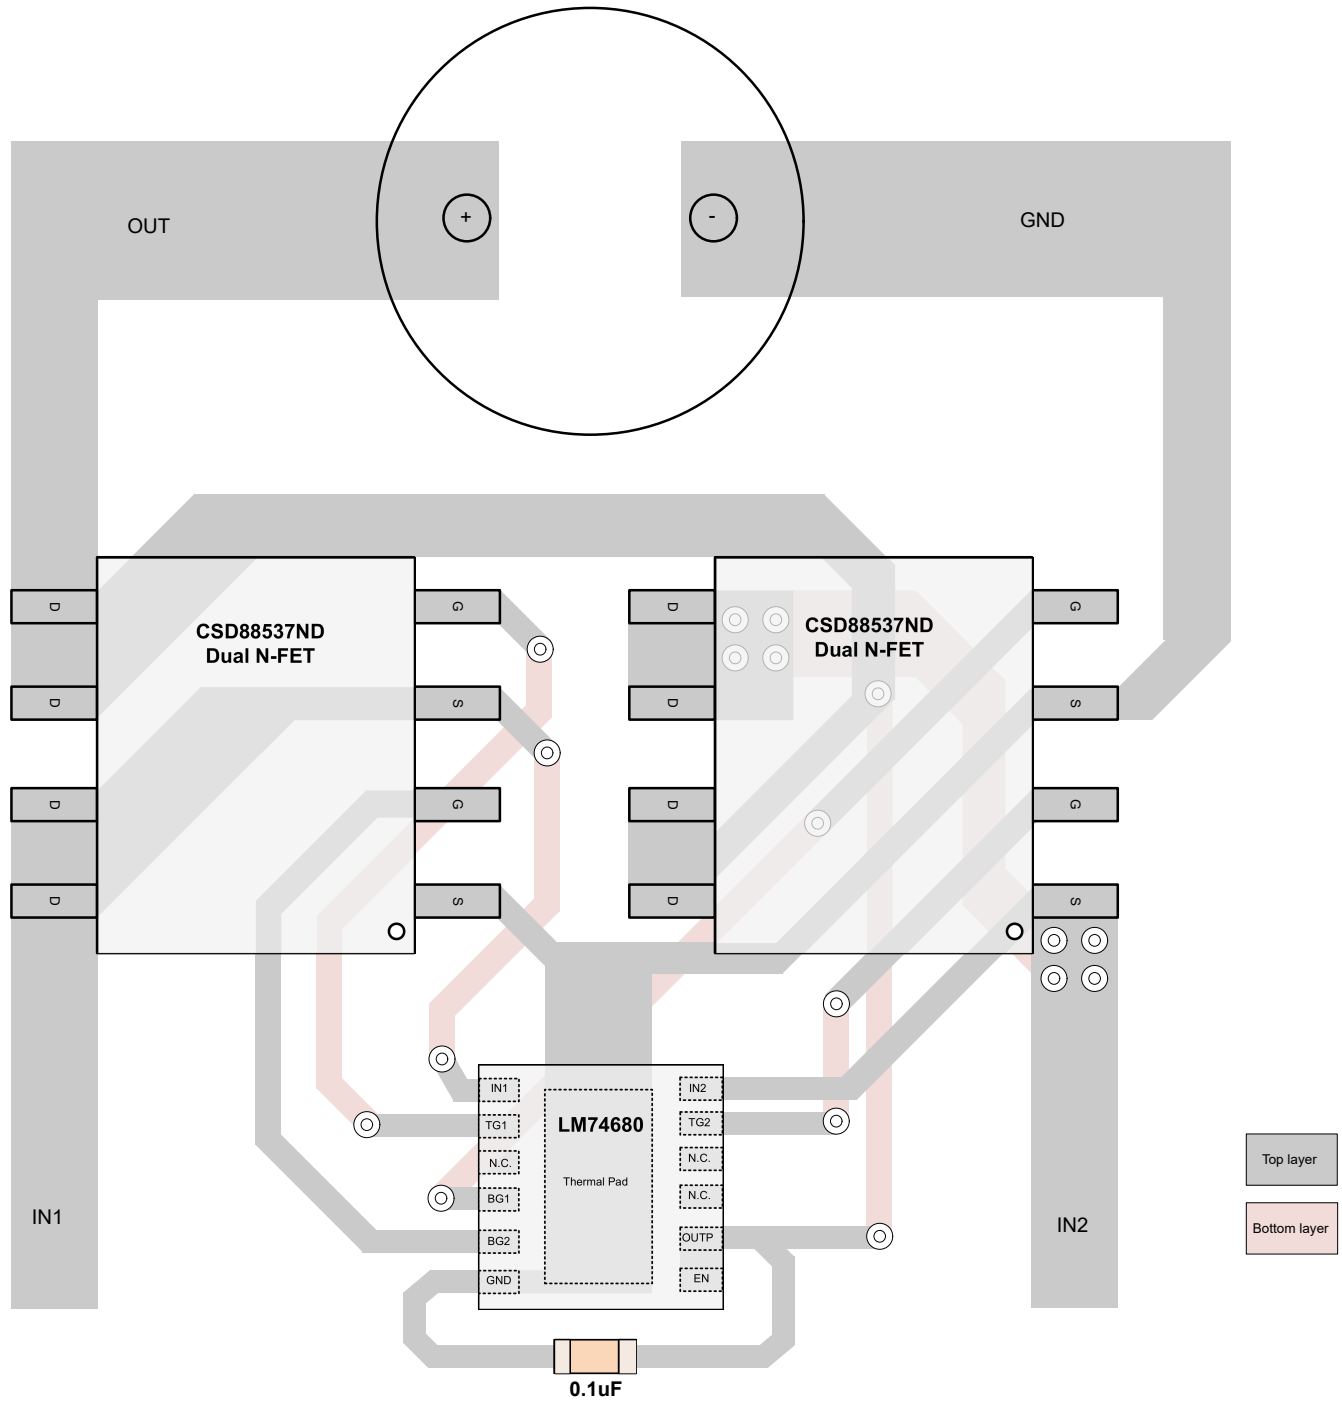 +
-
OUT
GND
D
G
D
G
CSD88537ND
Dual N-FET
CSD88537ND
Dual N-FET
D
S
D
S
D
G
D
G
D
S
D
S
IN1
IN2
LM74680
TG1
TG2
N.C.
N.C.
Thermal Pad
BG1
N.C.
BG2
OUTP
GND
EN
IN1
IN2
Top layer
Bottom layer
0.1uF